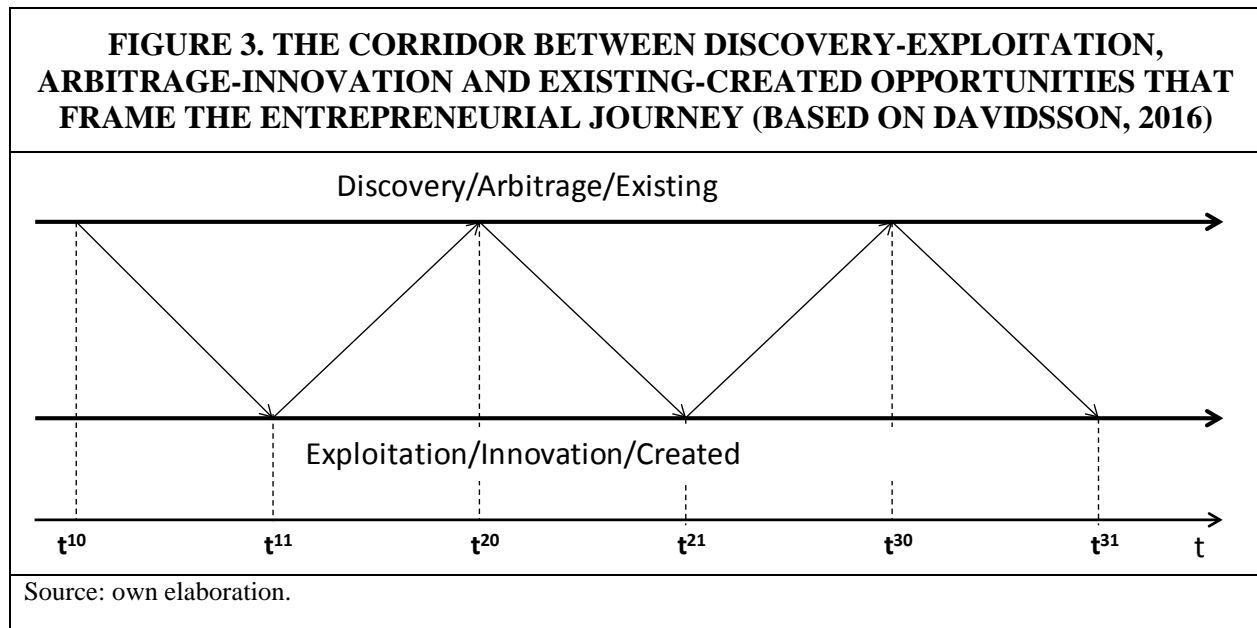 FIGURE 3. THE CORRIDOR BETWEEN DISCOVERY-EXPLOITATION,
ARBITRAGE-INNOVATION AND EXISTING-CREATED OPPORTUNITIES THAT
FRAME THE ENTREPRENEURIAL JOURNEY (BASED ON DAVIDSSON, 2016)
Discovery/Arbitrage/Existing
Exploitation/Innovation/Created
t¹⁰ t¹¹ t²⁰ t²¹ t³⁰ t³¹ t
Source: own elaboration.